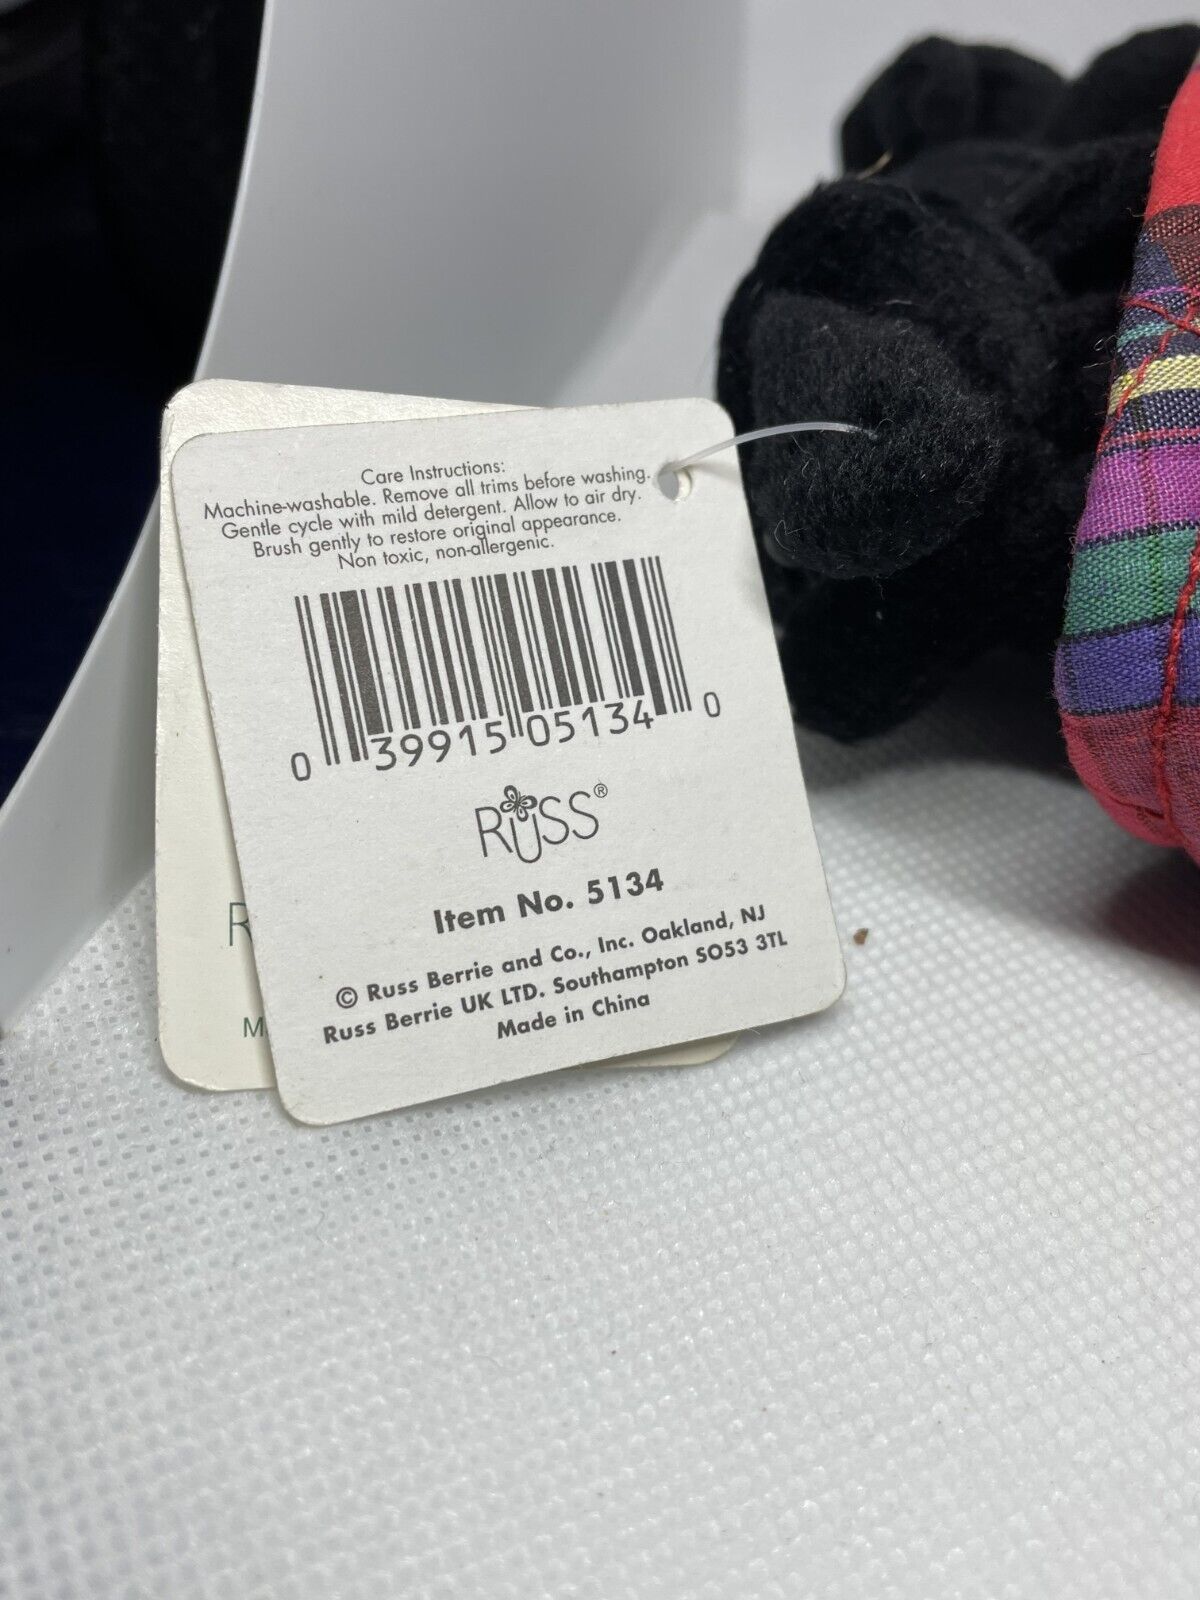 Care Instructions:
Machine-washable. Remove all trims before washing.
Gentle cycle with mild detergent. Allow to air dry.
Brush gently to restore original appearance.
Non toxic, non-allergenic.
0 39915 05134 0
RUSS®
Item No. 5134
© Russ Berrie and Co., Inc. Oakland, NJ
Russ Berrie UK LTD. Southampton SO53 3TL
Made in China